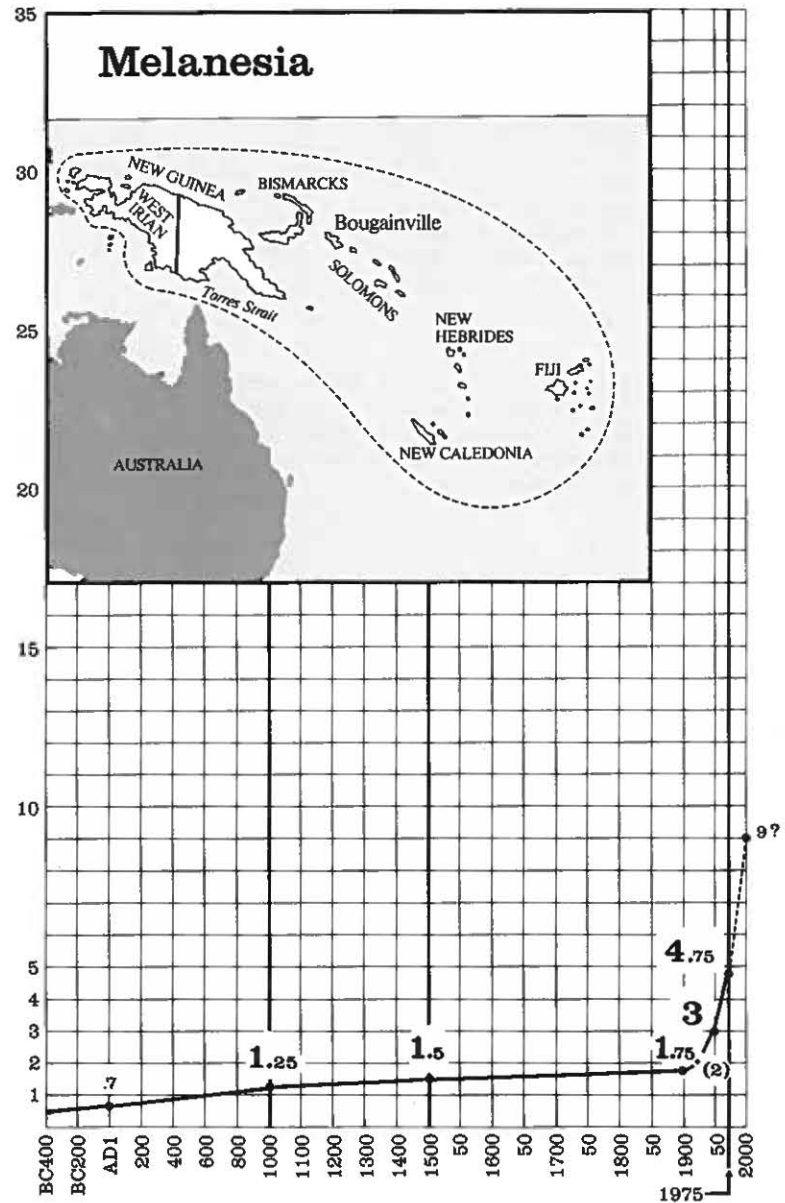 35
Melanesia
30
NEW GUINEA
WEST
IRIAN
BISMARCKS
Bougainville
SOLOMONS
Torres Strait
NEW
HEBRIDES
FIJI
NEW CALEDONIA
AUSTRALIA
25
20
15
10
9?
5
4.75
4
3
3
2
1.25
1.5
1.75
(2)
1
.7
BC400
BC200
AD1
200
400
600
800
1000
1100
1200
1300
1400
1500
50
1600
50
1700
50
1800
50
1900
50
2000
1975